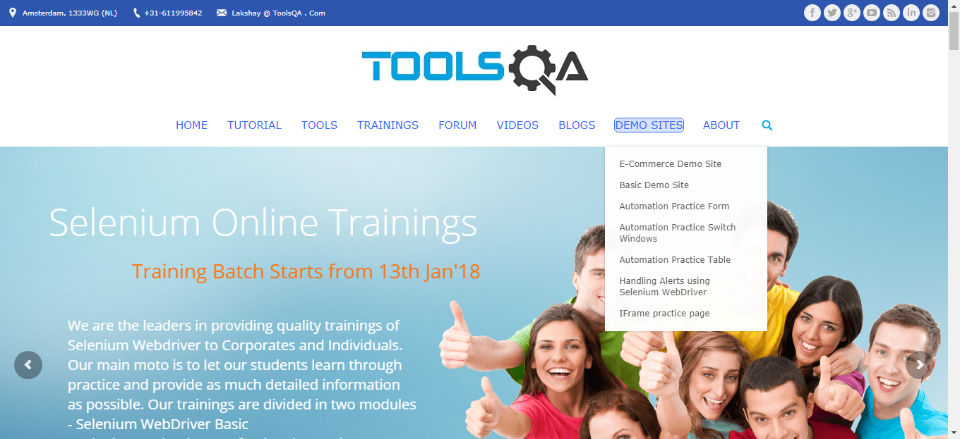 Amsterdam, 1333WG (NL) +31-611995842 Lakshay @ ToolsQA . Com
TOOLSQA
HOME TUTORIAL TOOLS TRAININGS FORUM VIDEOS BLOGS DEMO SITES ABOUT
E-Commerce Demo Site
Basic Demo Site
Automation Practice Form
Automation Practice Switch
Windows
Automation Practice Table
Handling Alerts using
Selenium WebDriver
IFrame practice page
Selenium Online Trainings
Training Batch Starts from 13th Jan'18
We are the leaders in providing quality trainings of
Selenium Webdriver to Corporates and Individuals.
Our main moto is to let our students learn through
practice and provide as much detailed information
as possible. Our trainings are divided in two modules
- Selenium WebDriver Basic